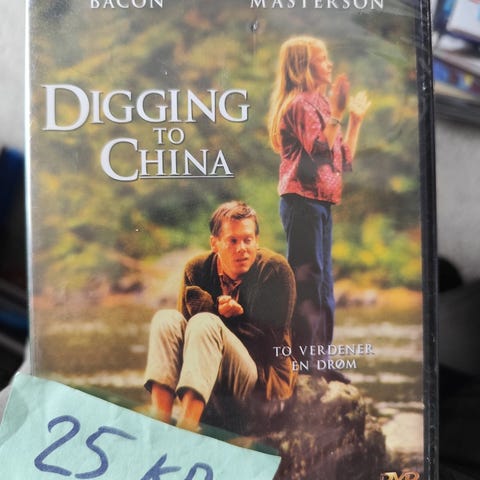 BACON MASTERSON
DIGGING
TO
CHINA
TO VERDENER
EN DRØM
25 KR